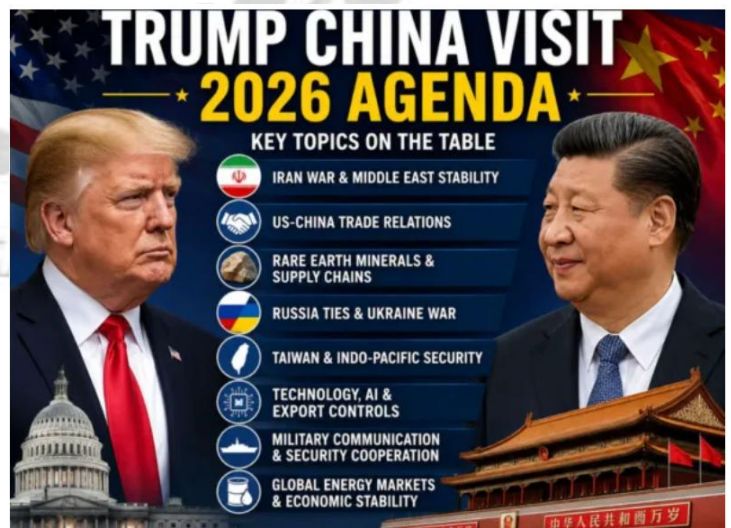 TRUMP CHINA VISIT
2026 AGENDA
KEY TOPICS ON THE TABLE
IRAN WAR & MIDDLE EAST STABILITY
US-CHINA TRADE RELATIONS
RARE EARTH MINERALS &
SUPPLY CHAINS
RUSSIA TIES & UKRAINE WAR
TAIWAN & INDO-PACIFIC SECURITY
TECHNOLOGY, AI &
EXPORT CONTROLS
MILITARY COMMUNICATION
& SECURITY COOPERATION
GLOBAL ENERGY MARKETS
& ECONOMIC STABILITY
中华人民共和国万岁